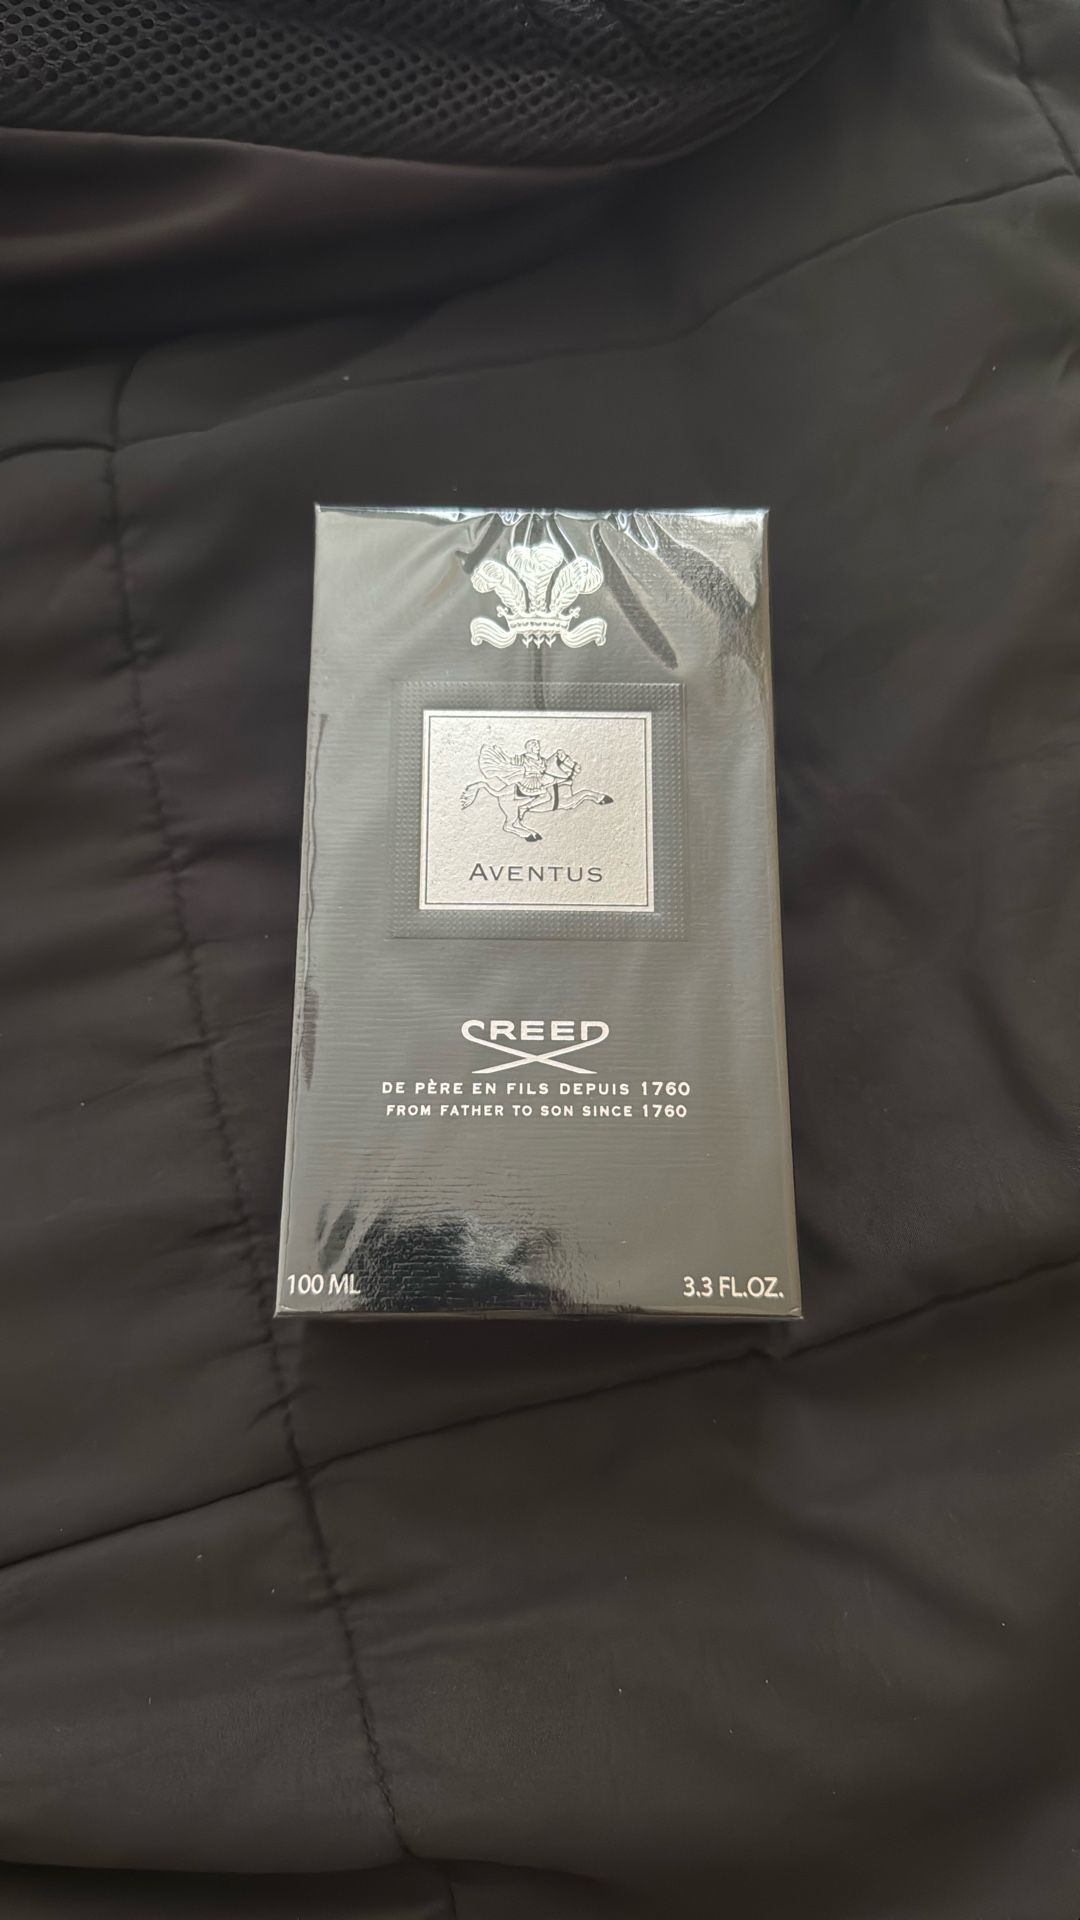 AVENTUS
CREED
DE PÈRE EN FILS DEPUIS 1760
FROM FATHER TO SON SINCE 1760
100 ML
3.3 FL.OZ.